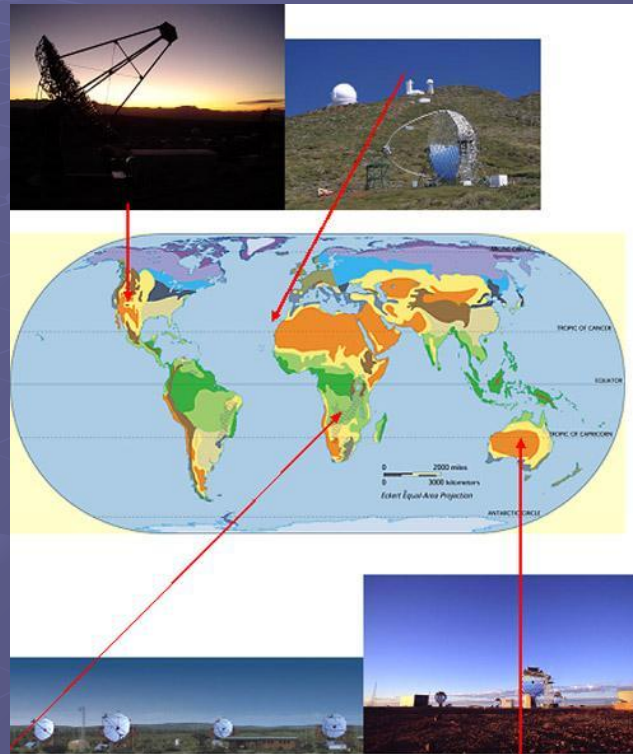 ARCTIC CIRCLE
TROPIC OF CANCER
EQUATOR
TROPIC OF CAPRICORN
0 2000 miles
0 3000 kilometers
Eckert Equal-Area Projection
ANTARCTIC CIRCLE